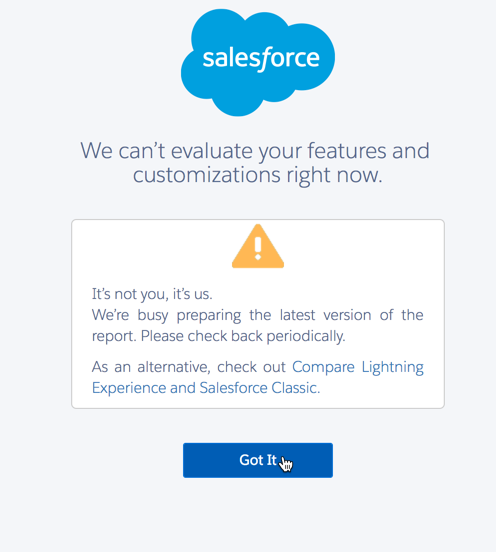 salesforce
We can’t evaluate your features and
customizations right now.
It’s not you, it’s us.
We’re busy preparing the latest version of the
report. Please check back periodically.
As an alternative, check out Compare Lightning
Experience and Salesforce Classic.
Got It